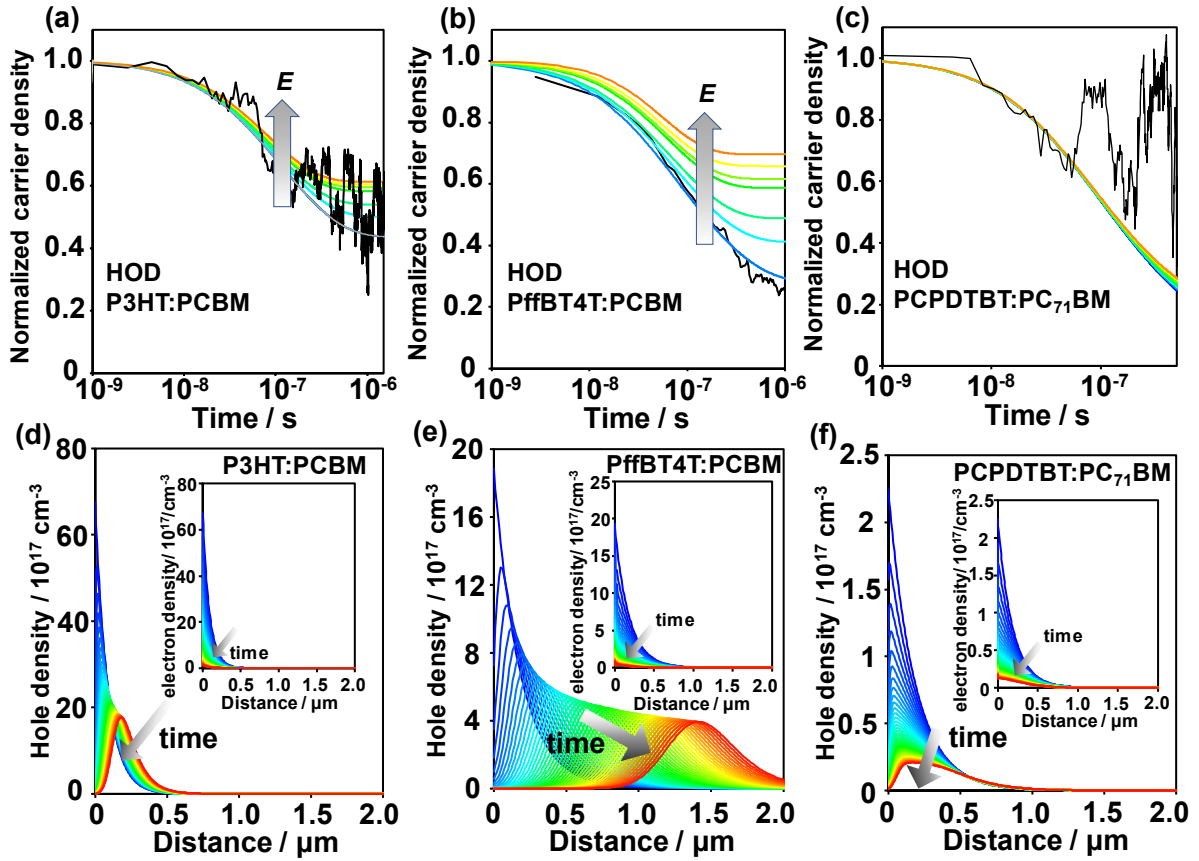 (a)
Normalized carrier density
1.0
0.8
0.6
0.4
0.2
0
E
HOD
P3HT:PCBM
10-9
10-8
10-7
10-6
Time / s
(b)
Normalized carrier density
1.0
0.8
0.6
0.4
0.2
0
E
HOD
PffBT4T:PCBM
10-9
10-8
10-7
10-6
Time / s
(c)
Normalized carrier density
1.0
0.8
0.6
0.4
0.2
0
HOD
PCPDTBT:PC71BM
10-9
10-8
10-7
Time / s
(d)
Hole density / 1017 cm-3
80
60
40
20
0
P3HT:PCBM
electron density/ 1017/cm-3
80
60
40
20
0
time
0
0.5
1.0
1.5
2.0
Distance / µm
time
0
0.5
1.0
1.5
2.0
Distance / µm
(e)
Hole density / 1017 cm-3
20
18
16
12
8
4
0
PffBT4T:PCBM
electron density/ 1017/cm-3
25
20
15
10
5
0
time
0
0.5
1.0
1.5
2.0
Distance / µm
time
0
0.5
1.0
1.5
2.0
Distance / µm
(f)
Hole density / 1017 cm-3
2.5
2
1.5
1
0.5
0
PCPDTBT:PC71BM
electron density/ 1017/cm-3
2.5
2
1.5
1
0.5
0
time
0
0.5
1.0
1.5
2.0
Distance / µm
time
0
0.5
1.0
1.5
2.0
Distance / µm